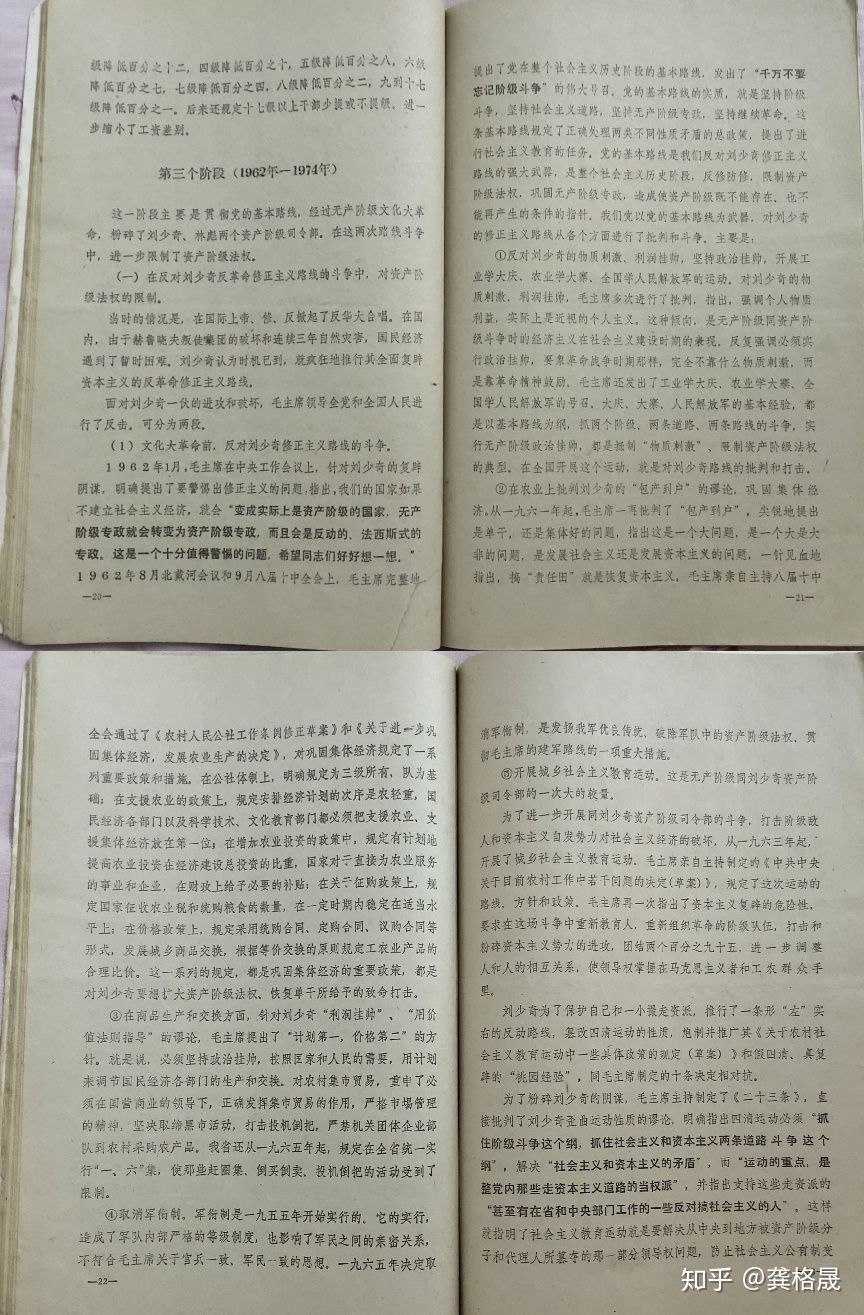 级降低百分之十二，四级降低百分之十，五级降低百分之八，六级
降低百分之七，七级降低百分之四，八级降低百分之二，九到十七
级降低百分之一。后来还规定十七级以上干部少提或不提级，进一
步缩小了工资差别。
第三个阶段（1962年—1974年）
这一阶段主要是贯彻党的基本路线，经过无产阶级文化大革
命，粉碎了刘少奇、林彪两个资产阶级司令部。在这两次路线斗争
中，进一步限制了资产阶级法权。
（一）在反对刘少奇反革命修正主义路线的斗争中，对资产阶
级法权的限制。
当时的情况是，在国际上帝、修、反掀起了反华大合唱。在国
内，由于赫鲁晓夫叛徒集团的破坏和连续三年自然灾害，国民经济
遇到了暂时困难。刘少奇认为时机已到，就疯狂地推行其全面复辟
资本主义的反革命修正主义路线。
面对刘少奇一伙的进攻和破坏，毛主席领导全党和全国人民进
行了反击。可分为两段。
（1）文化大革命前，反对刘少奇修正主义路线的斗争。
1962年1月，毛主席在中央工作会议上，针对刘少奇的复辟
阴谋，明确提出了要警惕出修正主义的问题，指出，我们的国家如果
不建立社会主义经济，就会“变成实际上是资产阶级的国家，无产
阶级专政就会转变为资产阶级专政，而且会是反动的、法西斯式的
专政。这是一个十分值得警惕的问题，希望同志们好好想一想。”
1962年8月北戴河会议和9月八届十中全会上，毛主席完整地
—20—
提出了党在整个社会主义历史阶段的基本路线，发出了“千万不要
忘记阶级斗争”的伟大号召。党的基本路线的实质，就是坚持阶级
斗争，坚持社会主义道路，坚持无产阶级专政，坚持继续革命。这
条基本路线规定了正确处理两类不同性质矛盾的总政策，提出了进
行社会主义教育的任务。党的基本路线是我们反对刘少奇修正主义
路线的强大武器，是整个社会主义历史阶段，反修防修，限制资产
阶级法权，巩固无产阶级专政，造成使资产阶级既不能存在、也不
能再产生的条件的指针。我们党以党的基本路线为武器，对刘少奇
的修正主义路线从各个方面进行了批判和斗争。主要是：
①反对刘少奇的物质刺激、利润挂帅，坚持政治挂帅，开展工
业学大庆、农业学大寨、全国学人民解放军的运动。对刘少奇的物
质刺激，利润挂帅，毛主席多次进行了批判，指出，强调个人物质
利益，实际上是近视的个人主义。这种倾向，是无产阶级同资产阶
级斗争时的经济主义在社会主义建设时期的表现。反复强调必须实
行政治挂帅，要象革命战争时期那样，完全不靠什么物质刺激，而
是靠革命精神鼓励。毛主席还发出了工业学大庆、农业学大寨、全
国学人民解放军的号召。大庆、大寨、人民解放军的基本经验，都
是以基本路线为纲，抓两个阶级、两条道路、两条路线的斗争，实
行无产阶级政治挂帅，都是抵制“物质刺激”、限制资产阶级法权
的典型。在全国开展这个运动，就是对刘少奇路线的批判和打击。
②在农业上批判刘少奇的“包产到户”的谬论，巩固集体经
济。从一九六一年起，毛主席一再批判了“包产到户”，尖锐地提出
是单干，还是集体好的问题，指出这是一个大问题，是一个大是大
非的问题，是发展社会主义还是发展资本主义的问题，一针见血地
指出，搞“责任田”就是恢复资本主义。毛主席亲自主持八届十中
—21—
全会通过了《农村人民公社工作条例修正草案》和《关于进一步巩
固集体经济，发展农业生产的决定》，对巩固集体经济规定了一系
列重要政策和措施。在公社体制上，明确规定为三级所有、队为基
础；在支援农业的政策上，规定安排经济计划的次序是农轻重，国
民经济各部门以及科学技术、文化教育部门都必须把支援农业、支
援集体经济放在第一位；在增加农业投资的政策中，规定有计划地
提高农业投资在经济建设总投资的比重，国家对于直接为农业服务
的事业和企业，在财政上给予必要的补贴；在关于征购政策上，规
定国家征收农业税和统购粮食的数量，在一定时期内稳定在适当水
平上；在价格政策上，规定采用统购合同、定购合同、议购合同等
形式，发展城乡商品交换，根据等价交换的原则规定工农业产品的
合理比价。这一系列的规定，都是巩固集体经济的重要政策，都是
对刘少奇要想扩大资产阶级法权、恢复单干所给予的致命打击。
③在商品生产和交换方面，针对刘少奇“利润挂帅”、“用价
值法则指导”的谬论，毛主席提出了“计划第一，价格第二”的方
针。就是说，必须坚持政治挂帅，按照国家和人民的需要，用计划
来调节国民经济各部门的生产和交换。对农村集市贸易，重申了必
须在国营商业的领导下，正确发挥集市贸易的作用，严格市场管理
的精神，坚决取缔黑市活动，打击投机倒把，严禁机关团体企业部
队到农村采购农产品。我省还从一九六五年起，规定在全省统一实
行“一、六”集，使那些赶圈集、倒买倒卖、投机倒把的活动受到了
限制。
④取消军衔制。军衔制是一九五五年开始实行的。它的实行，
造成了军队内部严格的等级制度，也影响了军民之间的亲密关系，
不符合毛主席关于官兵一致、军民一致的思想。一九六五年决定取
—22—
消军衔制，是发扬我军优良传统、破除军队中的资产阶级法权、贯
彻毛主席的建军路线的一项重大措施。
⑤开展城乡社会主义教育运动。这是无产阶级同刘少奇资产阶
级司令部的一次大的较量。
为了进一步开展同刘少奇资产阶级司令部的斗争，打击阶级敌
人和资本主义自发势力对社会主义经济的破坏，从一九六三年起，
开展了城乡社会主义教育运动。毛主席亲自主持制定的《中共中央
关于目前农村工作中若干问题的决定（草案）》，规定了这次运动的
路线、方针和政策。毛主席再一次指出了资本主义复辟的危险性，
要求在这场斗争中重新教育人，重新组织革命的阶级队伍，打击和
粉碎资本主义势力的进攻，团结两个百分之九十五，进一步调整
人和人的相互关系，使领导权掌握在马克思主义者和工农群众手
里。
刘少奇为了保护自己和一小撮走资派，推行了一条形“左”实
右的反动路线，篡改四清运动的性质，炮制并推广其《关于农村社
会主义教育运动中一些具体政策的规定（草案）》和假四清、真复
辟的“桃园经验”，同毛主席制定的十条决定相对抗。
为了粉碎刘少奇的阴谋，毛主席主持制定了《二十三条》，直
接批判了刘少奇歪曲运动性质的谬论，明确指出四清运动必须“抓
住阶级斗争这个纲，抓住社会主义和资本主义两条道路斗争这个
纲”，解决“社会主义和资本主义的矛盾”，而“运动的重点，是
整党内那些走资本主义道路的当权派”，并指出支持这些走资派的
“甚至有在省和中央部门工作的一些反对搞社会主义的人”。这样
就指明了社会主义教育运动就是要解决从中央到地方被资产阶级分
子和代理人所篡夺的那一部分领导权问题，防止社会主义公有制变
知乎 @龚格晟